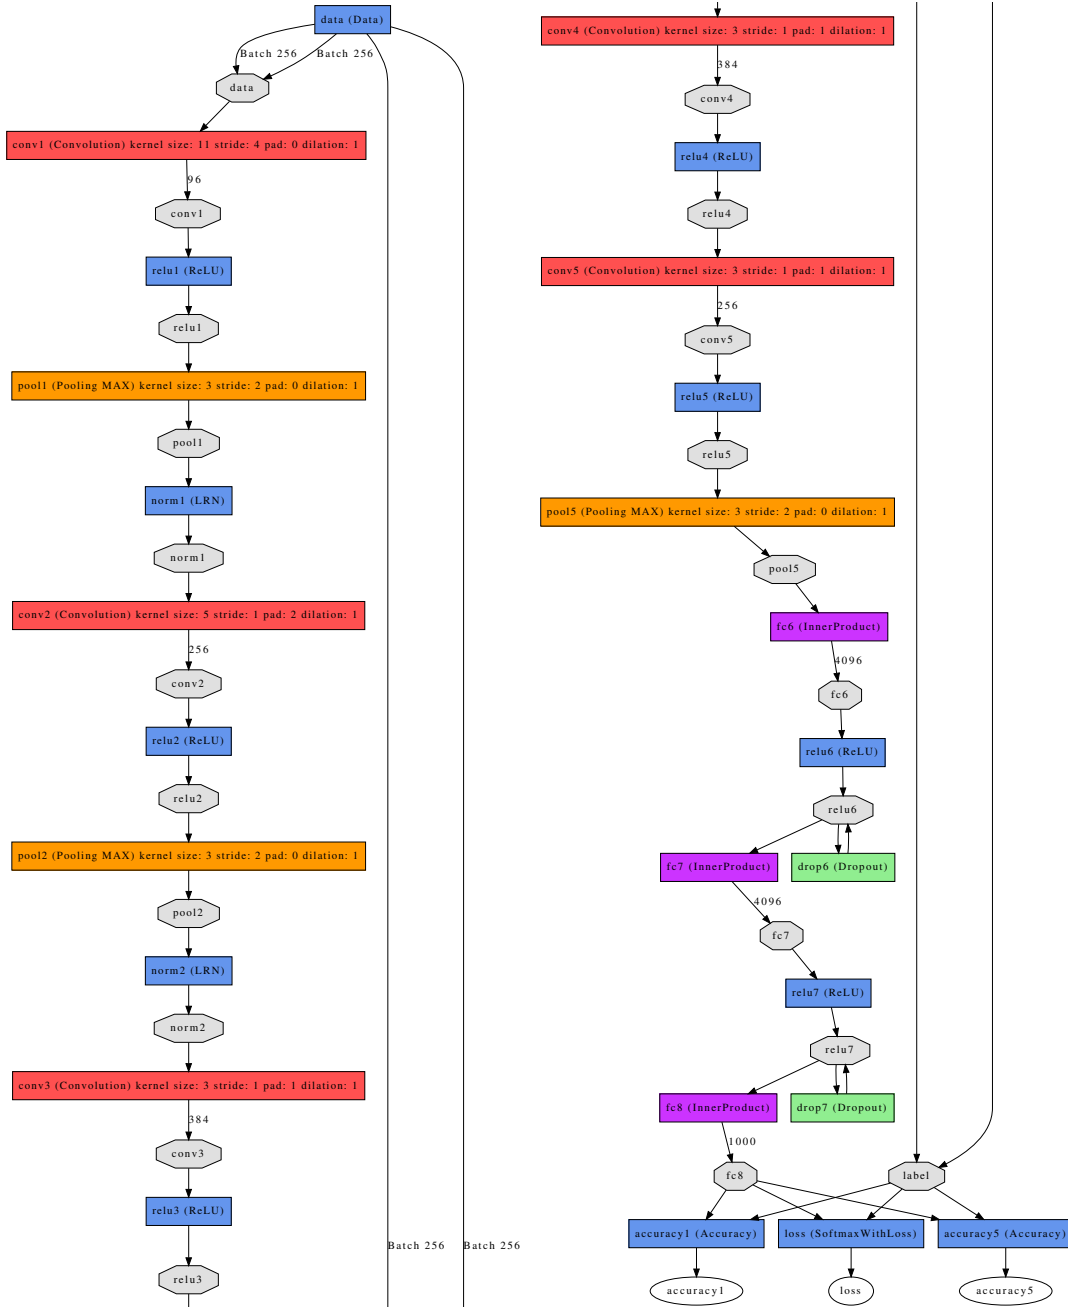 data (Data)
Batch 256
Batch 256
data
conv1 (Convolution) kernel size: 11 stride: 4 pad: 0 dilation: 1
96
conv1
relu1 (ReLU)
relu1
pool1 (Pooling MAX) kernel size: 3 stride: 2 pad: 0 dilation: 1
pool1
norm1 (LRN)
norm1
conv2 (Convolution) kernel size: 5 stride: 1 pad: 2 dilation: 1
256
conv2
relu2 (ReLU)
relu2
pool2 (Pooling MAX) kernel size: 3 stride: 2 pad: 0 dilation: 1
pool2
norm2 (LRN)
norm2
conv3 (Convolution) kernel size: 3 stride: 1 pad: 1 dilation: 1
384
conv3
relu3 (ReLU)
Batch 256
Batch 256
relu3
conv4 (Convolution) kernel size: 3 stride: 1 pad: 1 dilation: 1
384
conv4
relu4 (ReLU)
relu4
conv5 (Convolution) kernel size: 3 stride: 1 pad: 1 dilation: 1
256
conv5
relu5 (ReLU)
relu5
pool5 (Pooling MAX) kernel size: 3 stride: 2 pad: 0 dilation: 1
pool5
fc6 (InnerProduct)
4096
fc6
relu6 (ReLU)
relu6
fc7 (InnerProduct)
drop6 (Dropout)
4096
fc7
relu7 (ReLU)
relu7
fc8 (InnerProduct)
drop7 (Dropout)
1000
fc8
label
accuracy1 (Accuracy)
loss (SoftmaxWithLoss)
accuracy5 (Accuracy)
accuracy1
loss
accuracy5